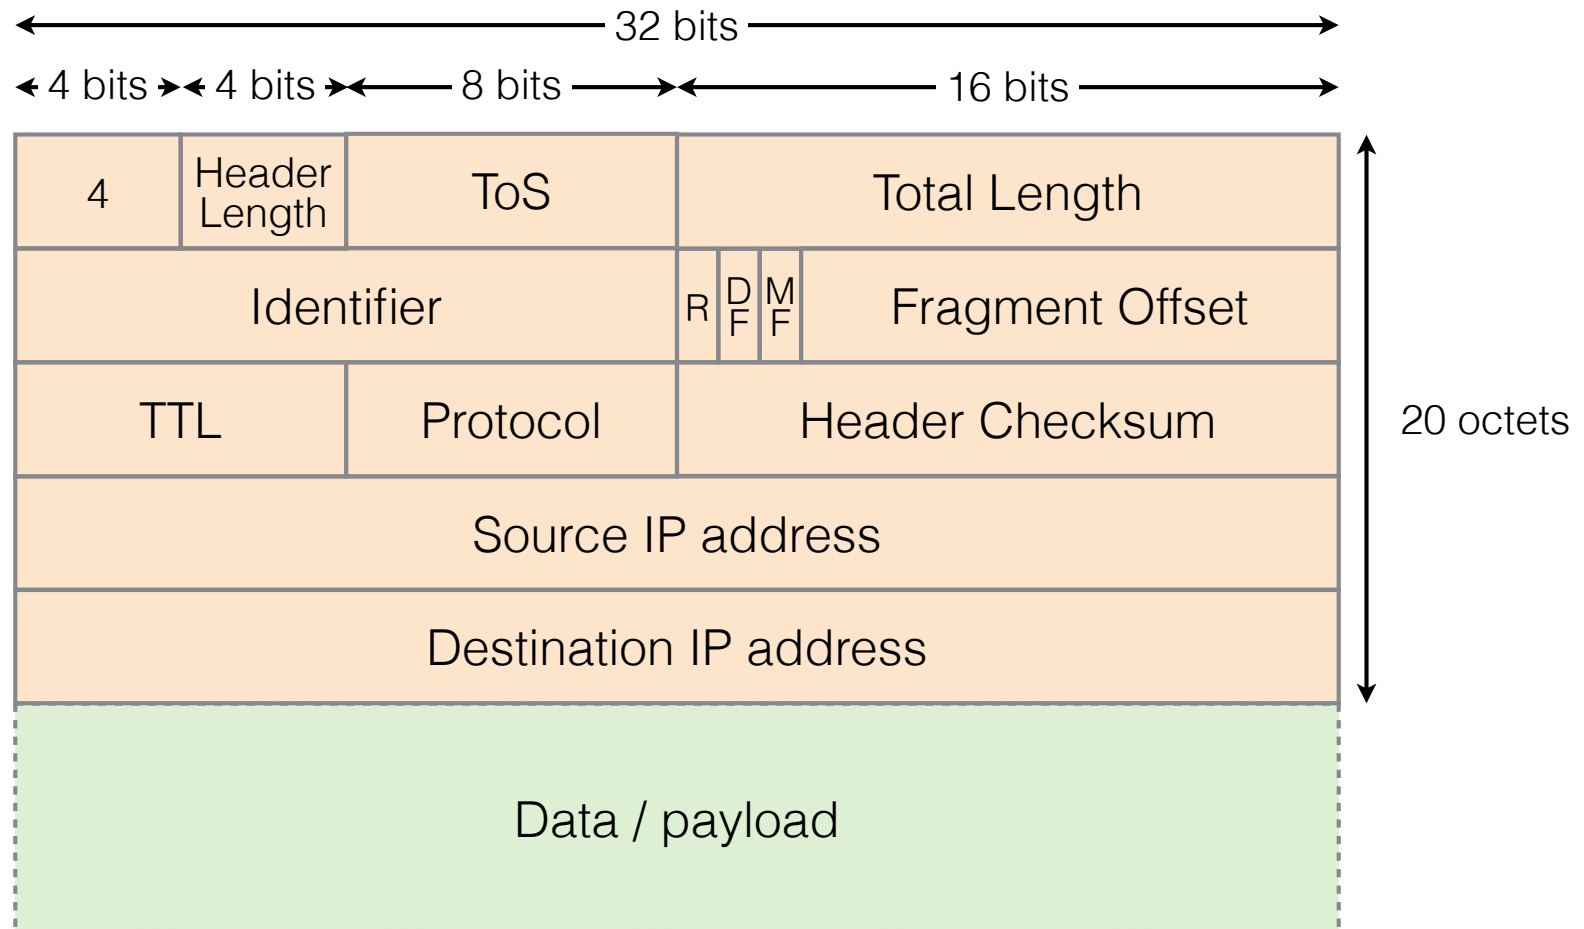 32 bits
4 bits
4 bits
8 bits
16 bits
4
Header
Length
ToS
Total Length
Identifier
R
D
F
M
F
Fragment Offset
TTL
Protocol
Header Checksum
20 octets
Source IP address
Destination IP address
Data / payload